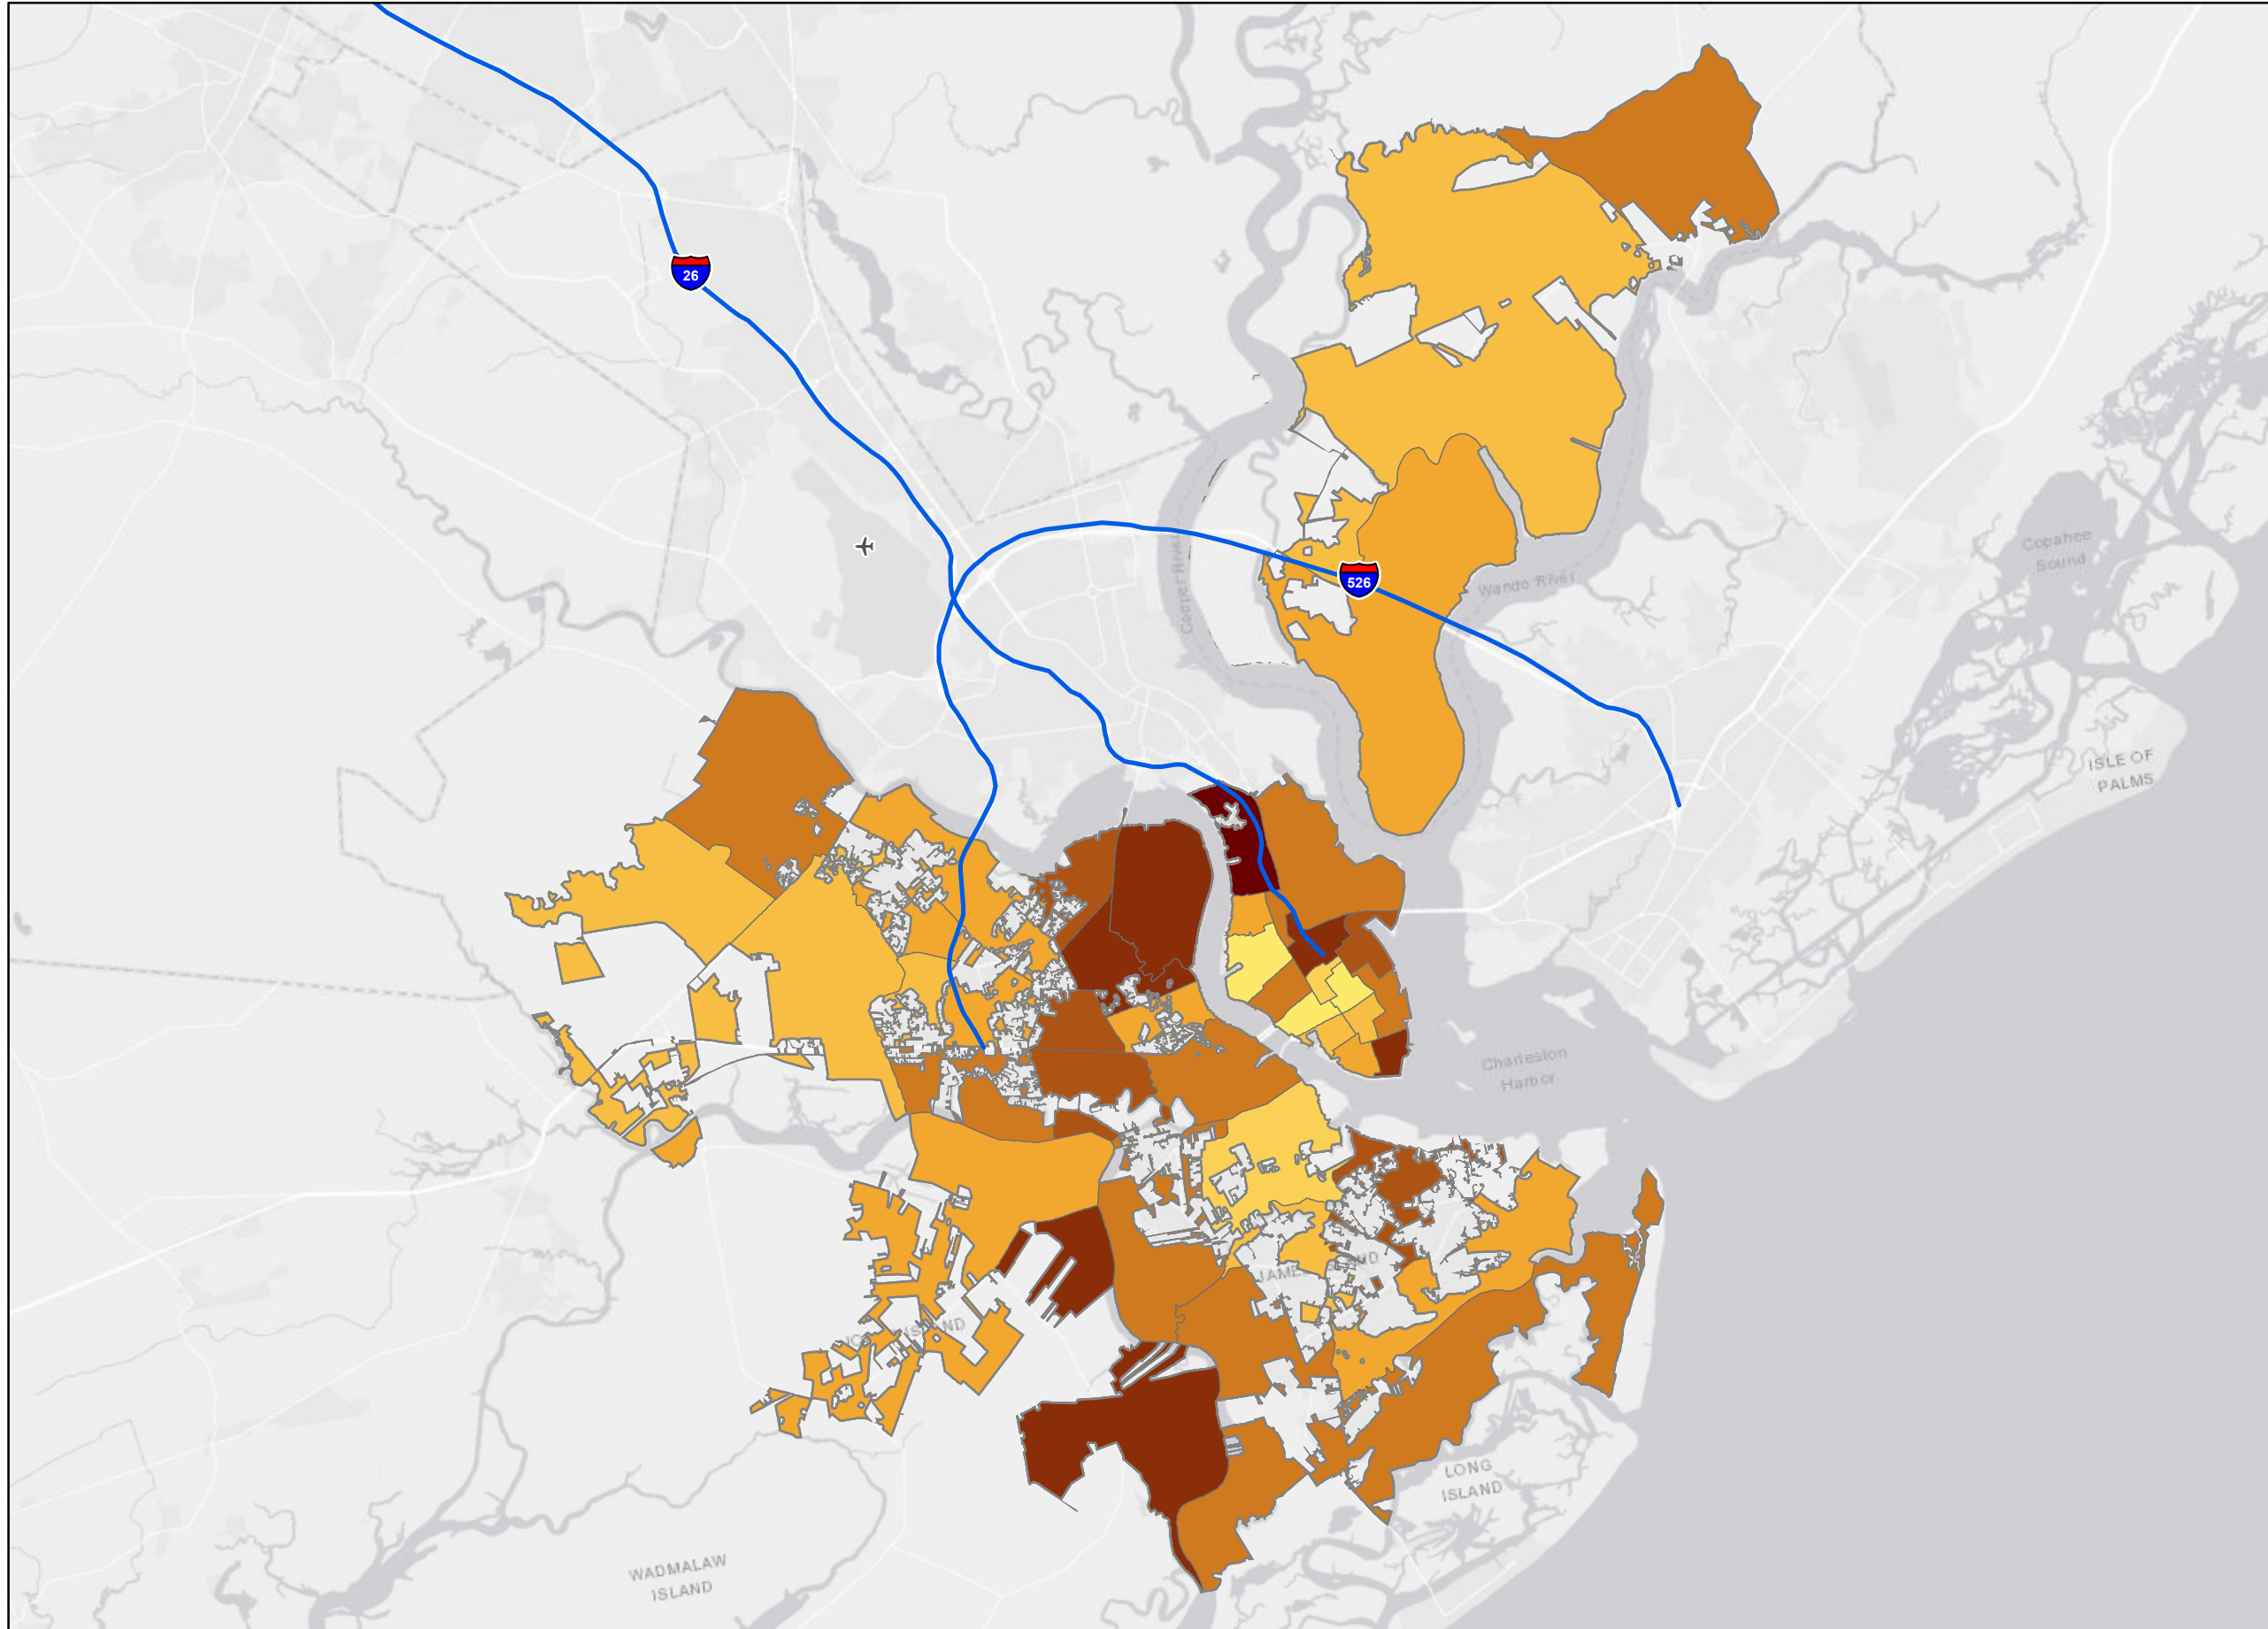 26
526
Copahee
Sound
Wando River
Cooper River
ISLE OF
PALMS
Charleston
Harbor
LONG
ISLAND
WADMALAW
ISLAND